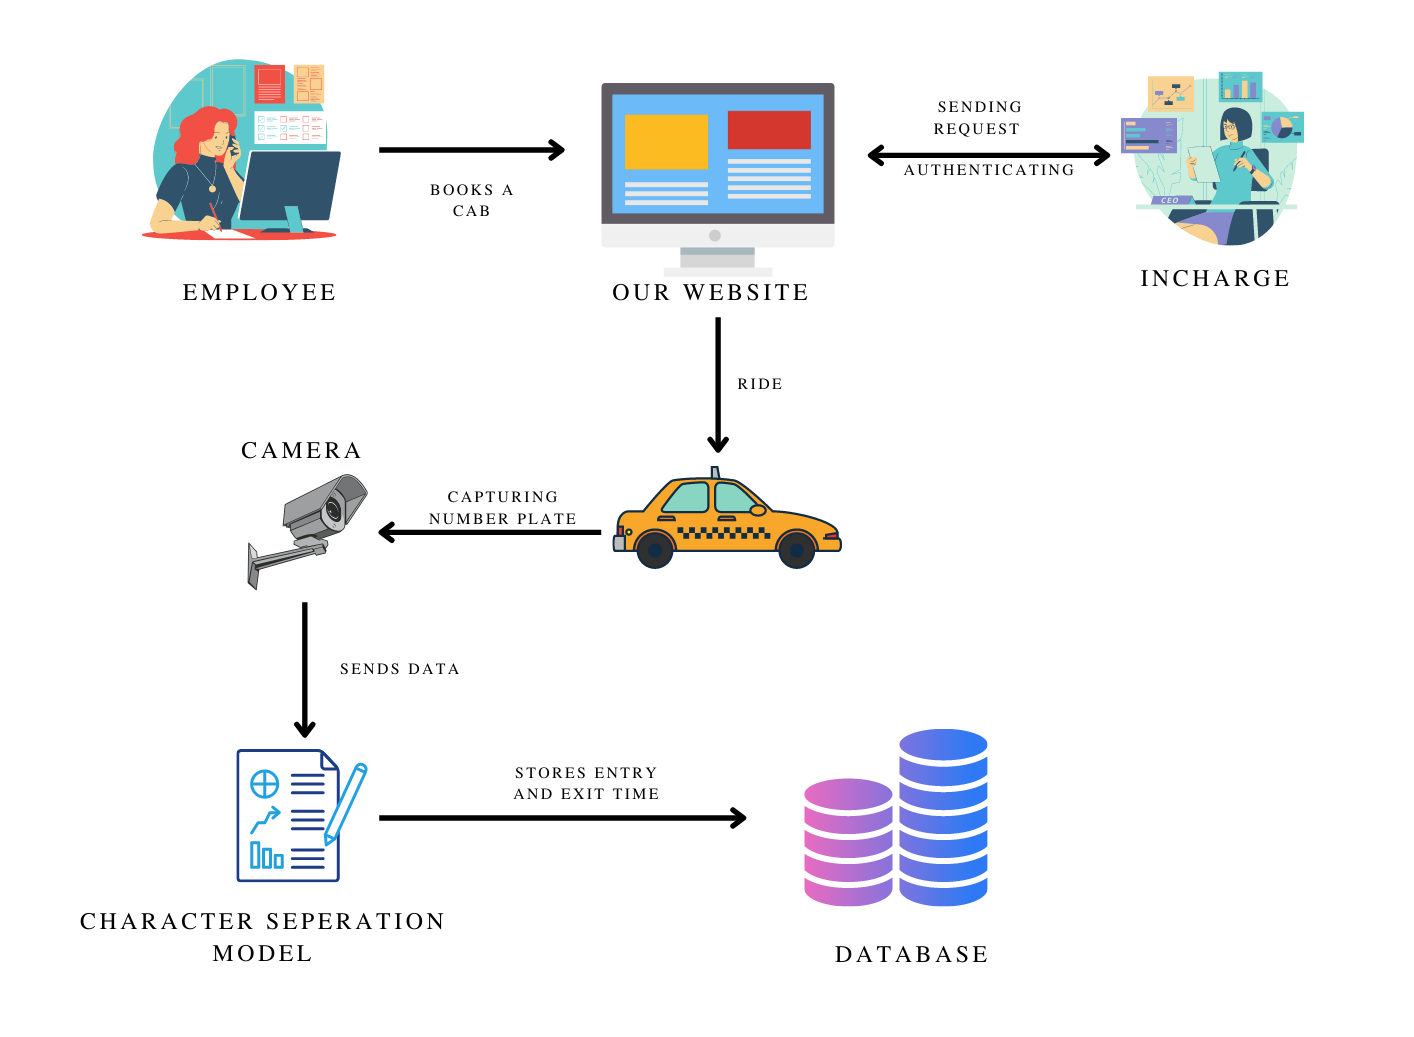 SENDING
REQUEST
AUTHENTICATING
BOOKS A
CAB
CEO
EMPLOYEE
OUR WEBSITE
INCHARGE
RIDE
CAMERA
CAPTURING
NUMBER PLATE
SENDS DATA
STORES ENTRY
AND EXIT TIME
CHARACTER SEPERATION
MODEL
DATABASE